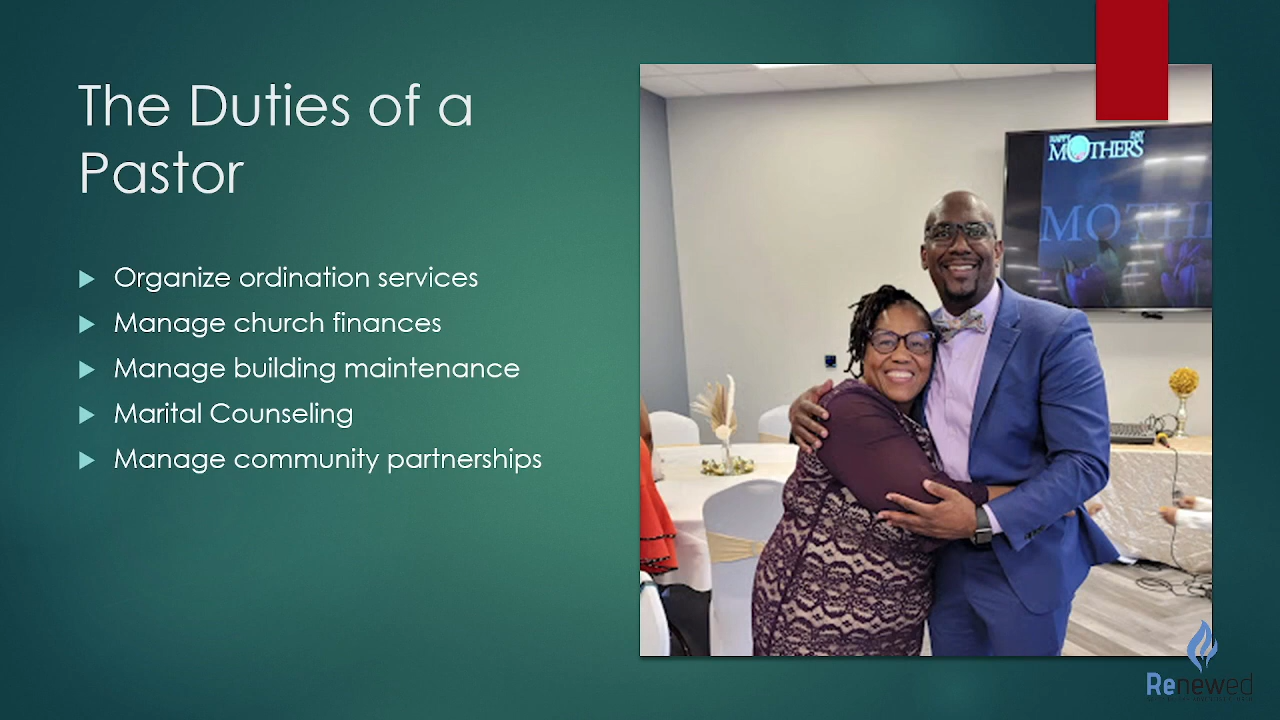 The Duties of a
Pastor
Organize ordination services
Manage church finances
Manage building maintenance
Marital Counseling
Manage community partnerships
HAPPY
MOTHERS
DAY
MOTH
Renewed